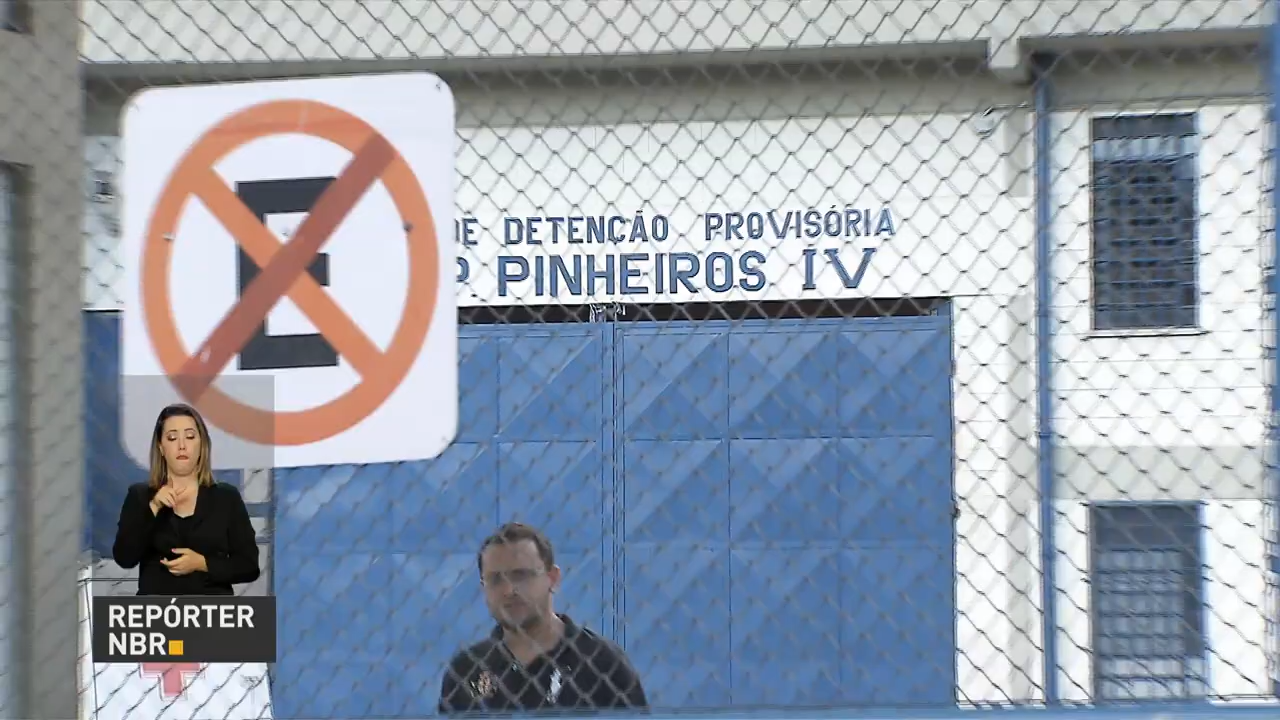 E
DE DETENÇÃO PROVISÓRIA
P PINHEIROS IV
REPÓRTER
NBR